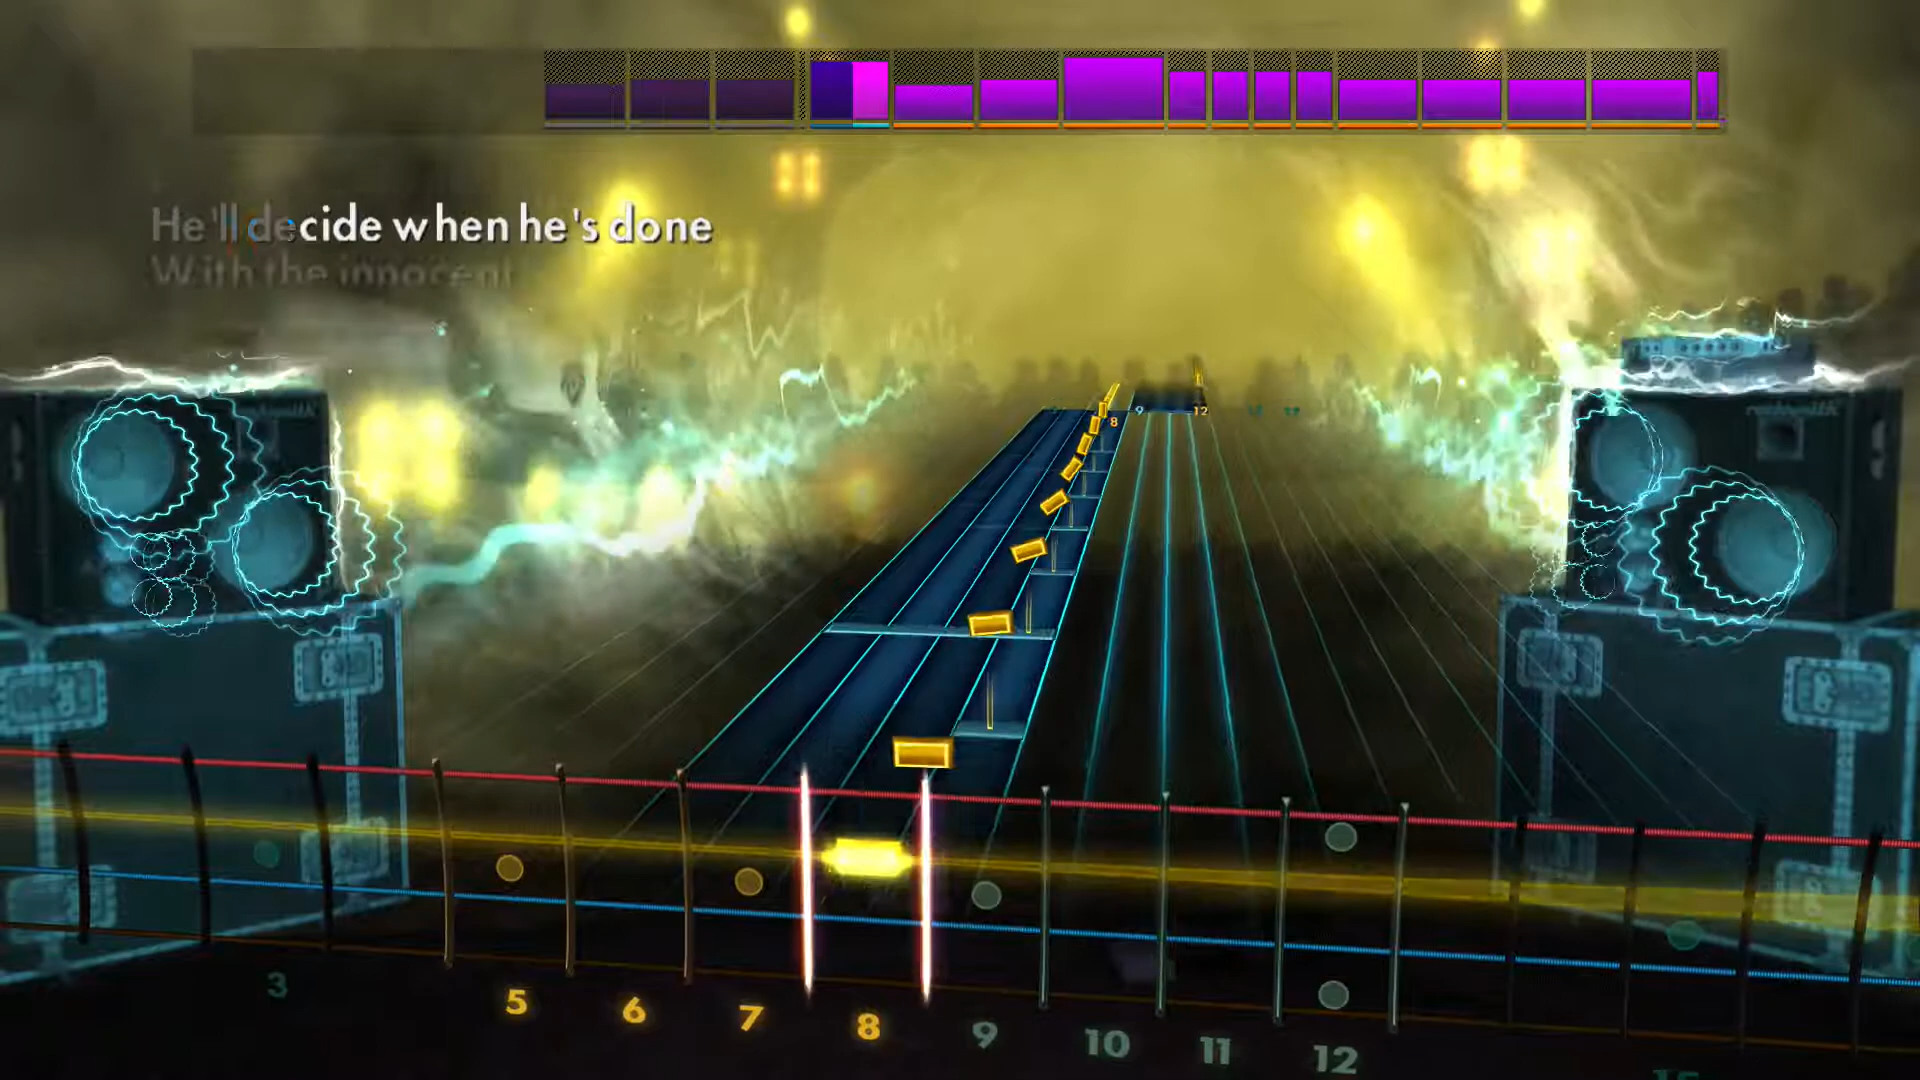 He'll decide when he's done
With the innocent
9 12
8
3 5 6 7 8 9 10 11 12